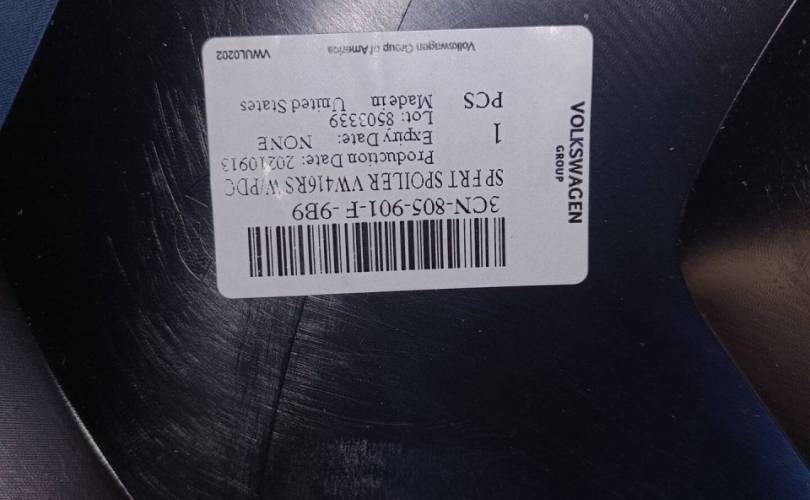 VOLKSWAGEN
GROUP
3CN-805-901-F -9B9
SP FRT SPOILER VW416RS W/PDC
Production Date: 20210913
1 Expiry Date: NONE
Lot: 8503339
PCS Made in United States
Volkswagen Group of America VWUL0202